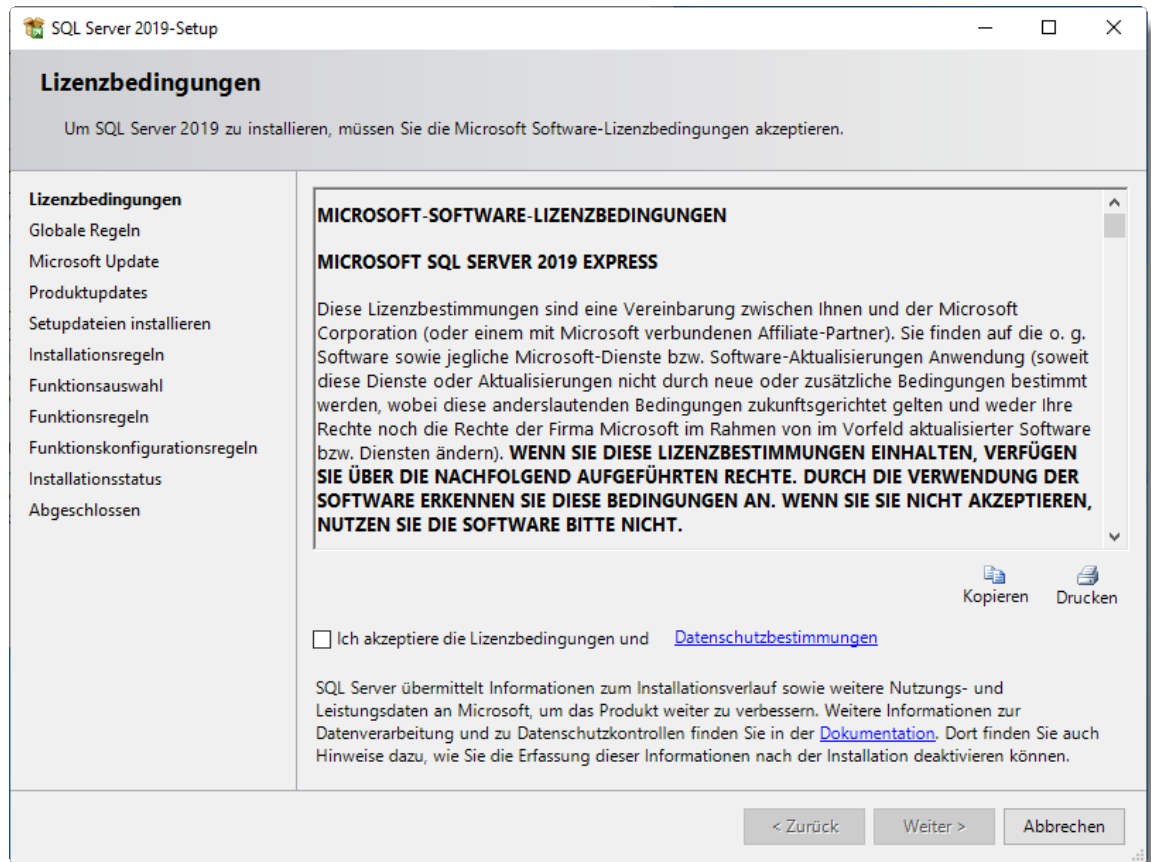 SQL Server 2019-Setup
Lizenzbedingungen
Um SQL Server 2019 zu installieren, müssen Sie die Microsoft Software-Lizenzbedingungen akzeptieren.
Lizenzbedingungen
Globale Regeln
Microsoft Update
Produktupdates
Setupdateien installieren
Installationsregeln
Funktionsauswahl
Funktionsregeln
Funktionskonfigurationsregeln
Installationsstatus
Abgeschlossen
MICROSOFT-SOFTWARE-LIZENZBEDINGUNGEN
MICROSOFT SQL SERVER 2019 EXPRESS
Diese Lizenzbestimmungen sind eine Vereinbarung zwischen Ihnen und der Microsoft
Corporation (oder einem mit Microsoft verbundenen Affiliate-Partner). Sie finden auf die o. g.
Software sowie jegliche Microsoft-Dienste bzw. Software-Aktualisierungen Anwendung (soweit
diese Dienste oder Aktualisierungen nicht durch neue oder zusätzliche Bedingungen bestimmt
werden, wobei diese anderslautenden Bedingungen zukunftsgerichtet gelten und weder Ihre
Rechte noch die Rechte der Firma Microsoft im Rahmen von im Vorfeld aktualisierter Software
bzw. Diensten ändern). WENN SIE DIESE LIZENZBESTIMMUNGEN EINHALTEN, VERFÜGEN
SIE ÜBER DIE NACHFOLGEND AUFGEFÜHRTEN RECHTE. DURCH DIE VERWENDUNG DER
SOFTWARE ERKENNEN SIE DIESE BEDINGUNGEN AN. WENN SIE SIE NICHT AKZEPTIEREN,
NUTZEN SIE DIE SOFTWARE BITTE NICHT.
Kopieren Drucken
Ich akzeptiere die Lizenzbedingungen und Datenschutzbestimmungen
SQL Server übermittelt Informationen zum Installationsverlauf sowie weitere Nutzungs- und
Leistungsdaten an Microsoft, um das Produkt weiter zu verbessern. Weitere Informationen zur
Datenverarbeitung und zu Datenschutzkontrollen finden Sie in der Dokumentation. Dort finden Sie auch
Hinweise dazu, wie Sie die Erfassung dieser Informationen nach der Installation deaktivieren können.
< Zurück Weiter > Abbrechen